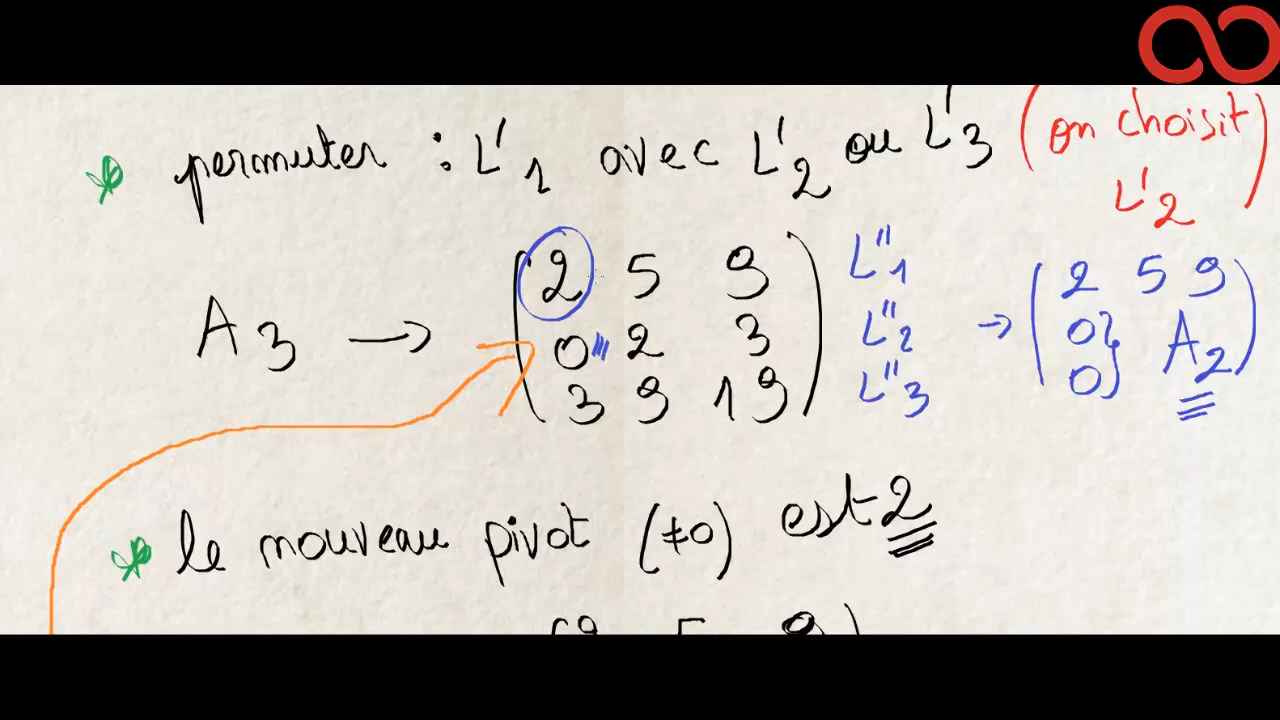 permuter : L'1 avec L'2 ou L'3 (on choisit L'2)
A3 → (2 5 9) L"1
(0 2 3) L"2 → (2 5 9)
(3 9 19) L"3 (0} A2)
(0})
le nouveau pivot (≠0) est 2